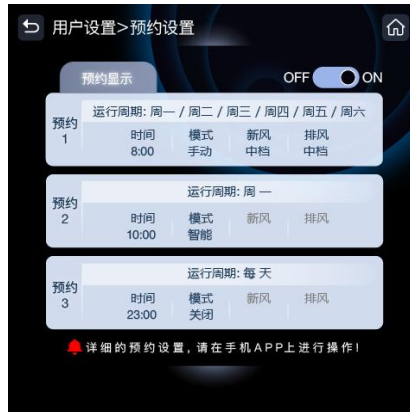 用户设置>预约设置
预约显示 OFF ON
预约1
运行周期: 周一 / 周二 / 周三 / 周四 / 周五 / 周六
时间 模式 新风 排风
8:00 手动 中档 中档
预约2
运行周期: 周一
时间 模式 新风 排风
10:00 智能
预约3
运行周期: 每天
时间 模式 新风 排风
23:00 关闭
详细的预约设置, 请在手机APP上进行操作!